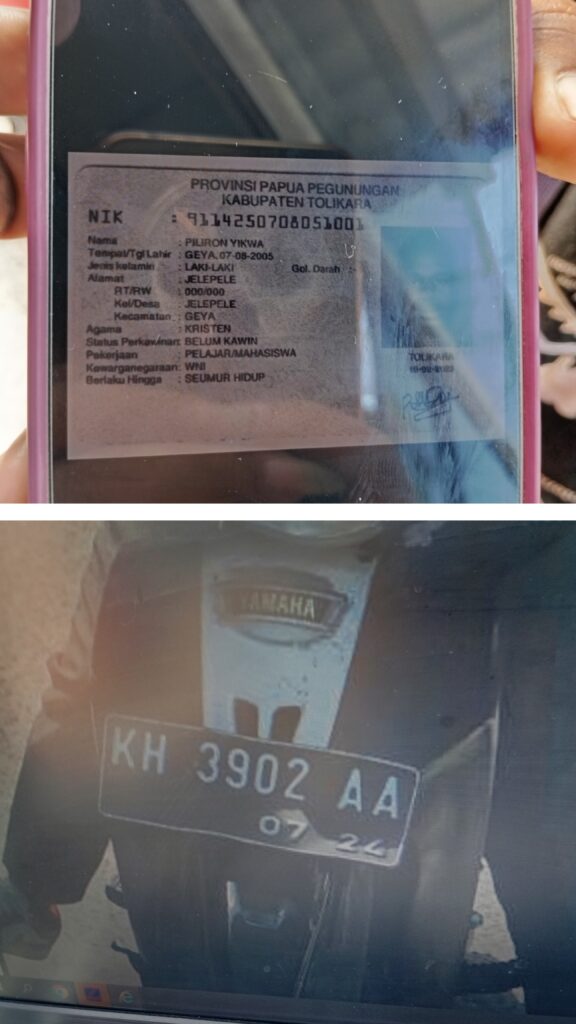 PROVINSI PAPUA PEGUNUNGAN
KABUPATEN TOLIKARA
NIK : 9114250708051001
Nama : PILIRON YIKWA
Tempat/Tgl Lahir : GEYA, 07-08-2005
Jenis kelamin : LAKI-LAKI Gol. Darah : -
Alamat : JELEPELE
RT/RW : 000/000
Kel/Desa : JELEPELE
Kecamatan : GEYA
Agama : KRISTEN
Status Perkawinan: BELUM KAWIN
Pekerjaan : PELAJAR/MAHASISWA
Kewarganegaraan: WNI
Berlaku Hingga : SEUMUR HIDUP
TOLIKARA
YAMAHA
KH 3902 AA
07 24